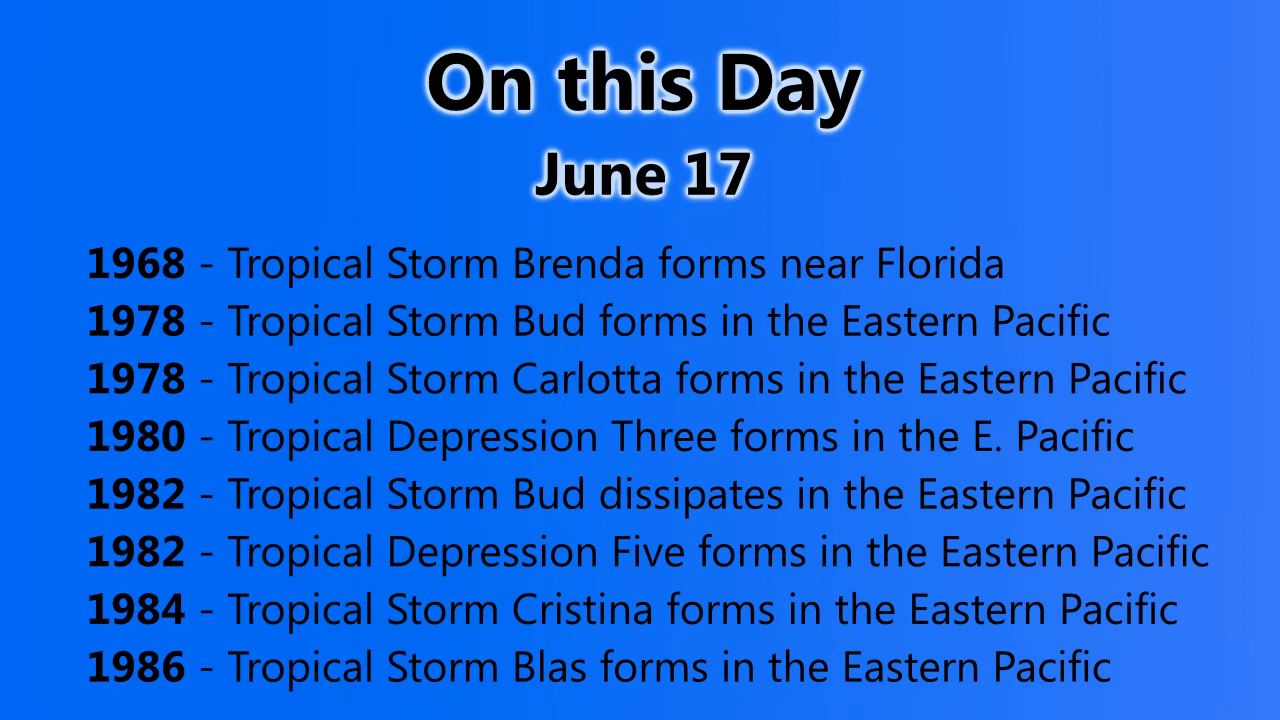 On this Day
June 17
1968 - Tropical Storm Brenda forms near Florida
1978 - Tropical Storm Bud forms in the Eastern Pacific
1978 - Tropical Storm Carlotta forms in the Eastern Pacific
1980 - Tropical Depression Three forms in the E. Pacific
1982 - Tropical Storm Bud dissipates in the Eastern Pacific
1982 - Tropical Depression Five forms in the Eastern Pacific
1984 - Tropical Storm Cristina forms in the Eastern Pacific
1986 - Tropical Storm Blas forms in the Eastern Pacific